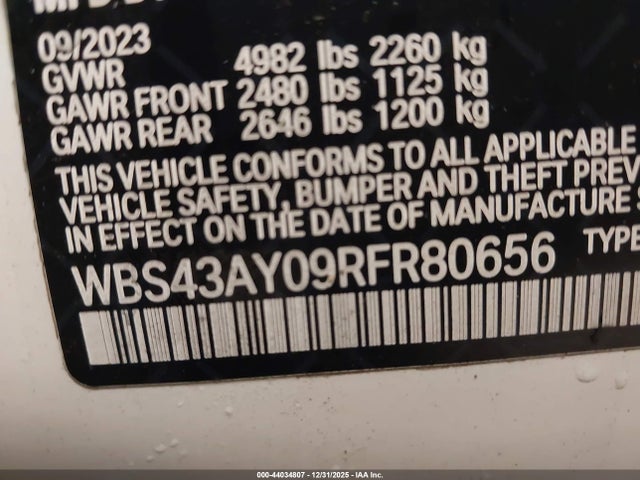 09/2023
GVWR 4982 lbs 2260 kg
GAWR FRONT 2480 lbs 1125 kg
GAWR REAR 2646 lbs 1200 kg
THIS VEHICLE CONFORMS TO ALL APPLICABLE
VEHICLE SAFETY, BUMPER AND THEFT PREV
IN EFFECT ON THE DATE OF MANUFACTURE S
WBS43AY09RFR80656 TYPE
000-44034807 - 12/31/2025 - IAA Inc.